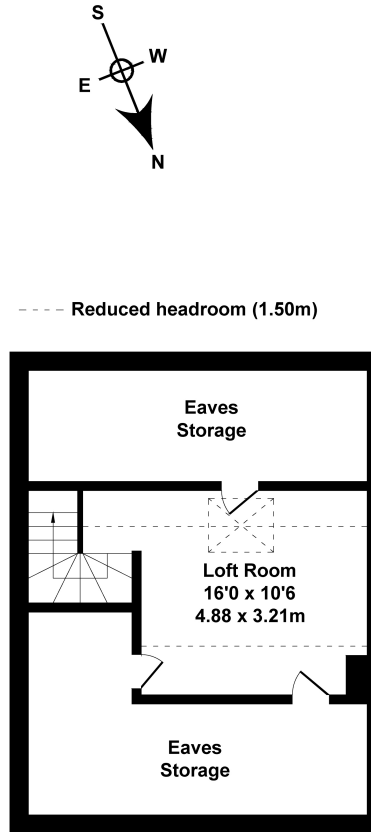 S
W
E
N
Reduced headroom (1.50m)
Eaves
Storage
Loft Room
16'0 x 10'6
4.88 x 3.21m
Eaves
Storage